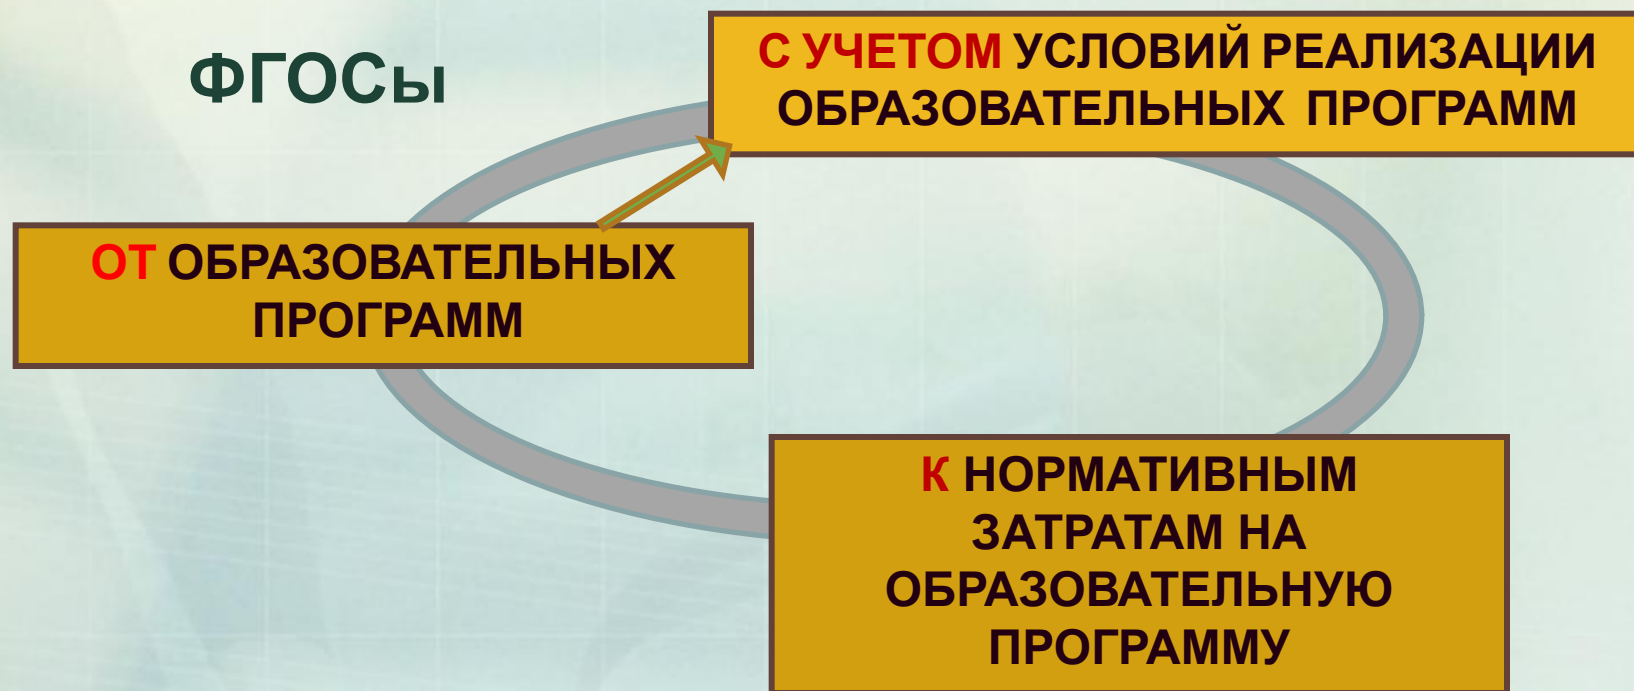 ФГОСы
С УЧЕТОМ УСЛОВИЙ РЕАЛИЗАЦИИ
ОБРАЗОВАТЕЛЬНЫХ ПРОГРАММ
ОТ ОБРАЗОВАТЕЛЬНЫХ
ПРОГРАММ
К НОРМАТИВНЫМ
ЗАТРАТАМ НА
ОБРАЗОВАТЕЛЬНУЮ
ПРОГРАММУ